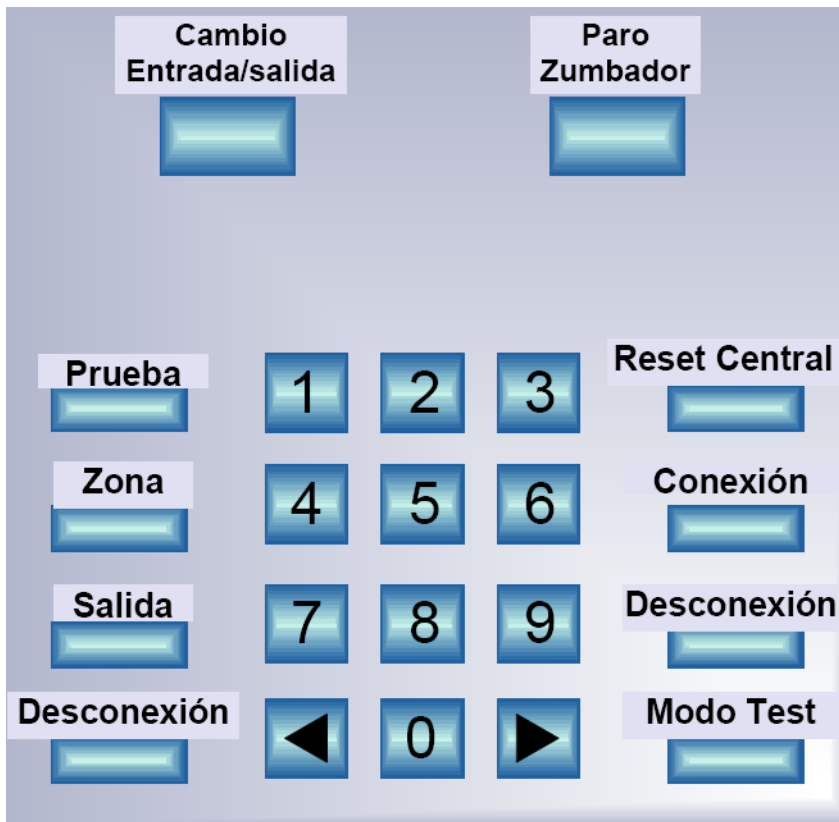 Cambio
Entrada/salida
Paro
Zumbador
Prueba
1 2 3
Reset Central
Zona
4 5 6
Conexión
Salida
7 8 9
Desconexión
Desconexión
0
Modo Test